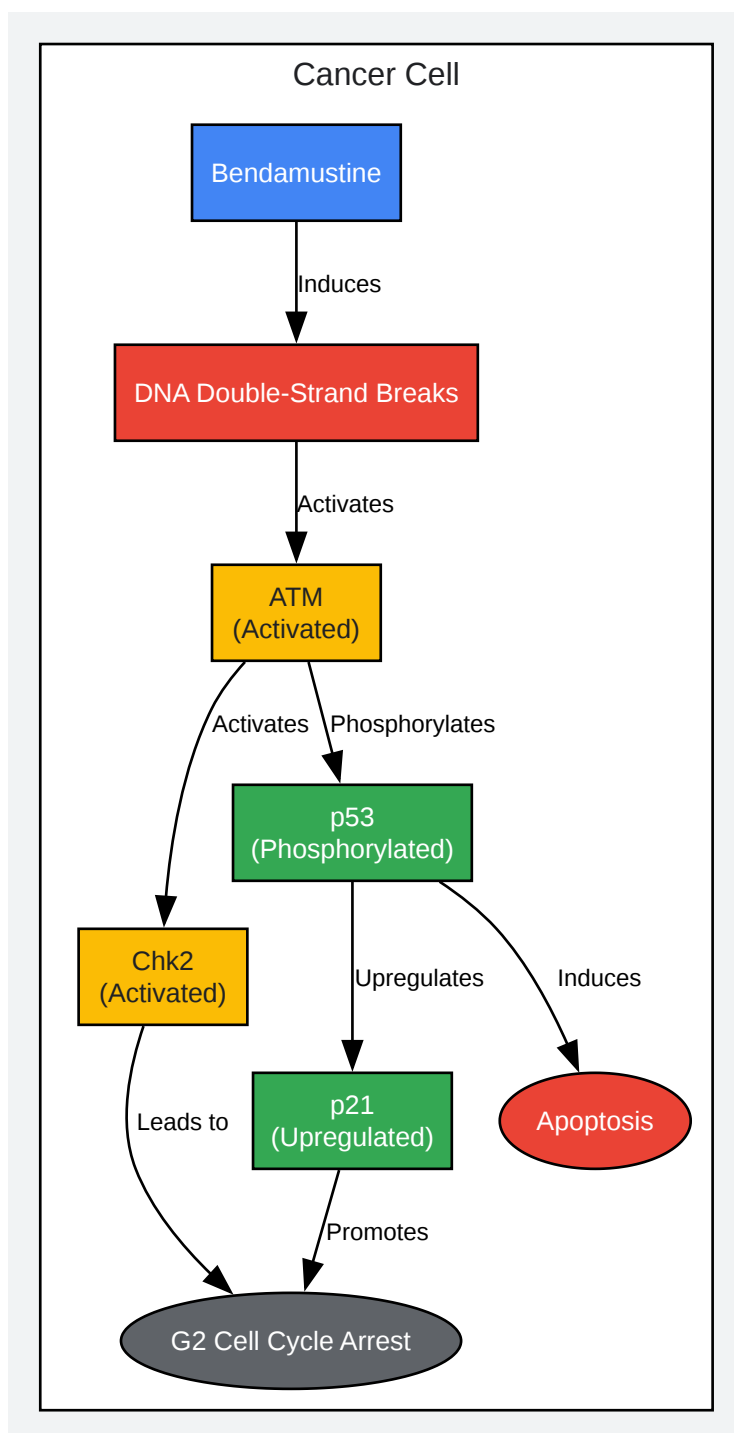 Cancer Cell
Bendamustine
Induces
DNA Double-Strand Breaks
Activates
ATM
(Activated)
Activates
Phosphorylates
p53
(Phosphorylated)
Chk2
(Activated)
Upregulates
Induces
Leads to
p21
(Upregulated)
Apoptosis
Promotes
G2 Cell Cycle Arrest